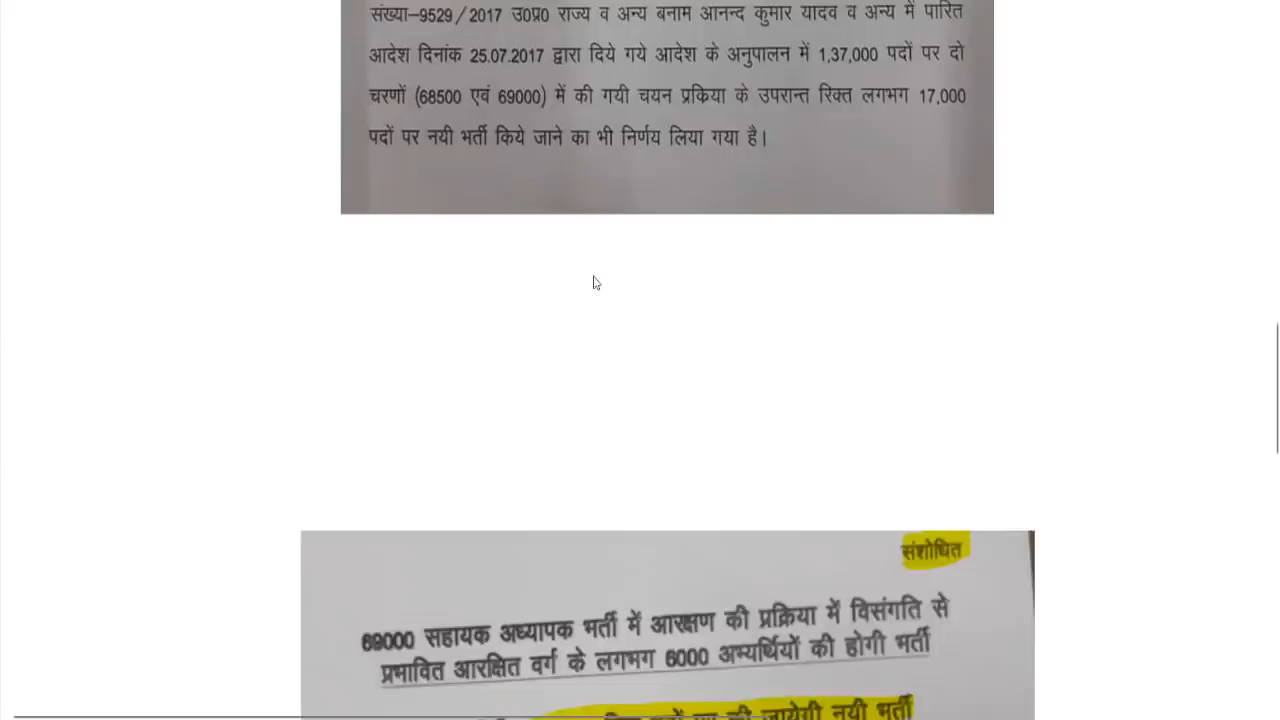 संख्या–9529/2017 उ0प्र0 राज्य व अन्य बनाम आनन्द कुमार यादव व अन्य में पारित
आदेश दिनांक 25.07.2017 द्वारा दिये गये आदेश के अनुपालन में 1,37,000 पदों पर दो
चरणों (68500 एवं 69000) में की गयी चयन प्रकिया के उपरान्त रिक्त लगभग 17,000
पदों पर नयी भर्ती किये जाने का भी निर्णय लिया गया है।
संशोधित
69000 सहायक अध्यापक भर्ती में आरक्षण की प्रक्रिया में विसंगति से
प्रभावित आरक्षित वर्ग के लगभग 6000 अभ्यर्थियों की होगी भर्ती
की जायेगी नयी भर्ती